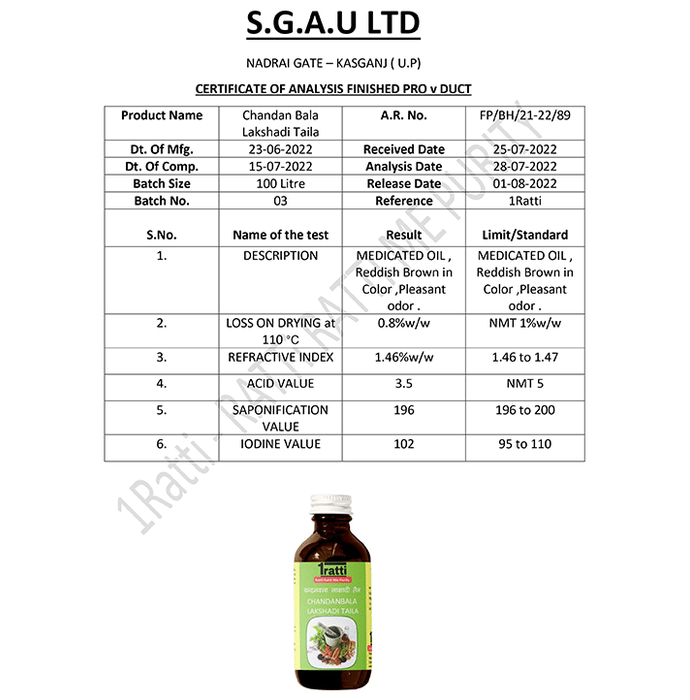 S.G.A.U LTD
NADRAI GATE – KASGANJ ( U.P)
CERTIFICATE OF ANALYSIS FINISHED PRO v DUCT
Product Name Chandan Bala Lakshadi Taila A.R. No. FP/BH/21-22/89
Dt. Of Mfg. 23-06-2022 Received Date 25-07-2022
Dt. Of Comp. 15-07-2022 Analysis Date 28-07-2022
Batch Size 100 Litre Release Date 01-08-2022
Batch No. 03 Reference 1Ratti
S.No. Name of the test Result Limit/Standard
1. DESCRIPTION MEDICATED OIL , Reddish Brown in Color ,Pleasant odor . MEDICATED OIL , Reddish Brown in Color ,Pleasant odor .
2. LOSS ON DRYING at 110 °C 0.8%w/w NMT 1%w/w
3. REFRACTIVE INDEX 1.46%w/w 1.46 to 1.47
4. ACID VALUE 3.5 NMT 5
5. SAPONIFICATION VALUE 196 196 to 200
6. IODINE VALUE 102 95 to 110
1Ratti - RATTI RATTI ME PURITY
1ratti
Ratti Ratti Me Purity
चन्दनबला लाक्षादि तैल
CHANDANBALA
LAKSHADI TAILA